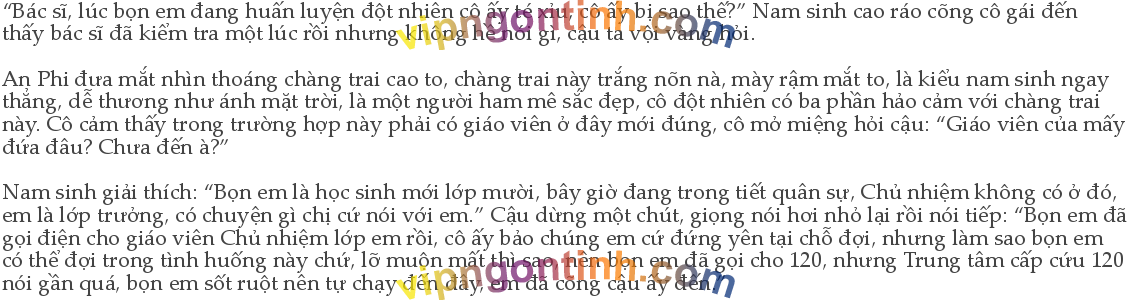 “Bác sĩ, lúc bọn em đang huấn luyện đột nhiên cô ấy té xỉu, cô ấy bị sao thế?” Nam sinh cao ráo cõng cô gái đến
thấy bác sĩ đã kiểm tra một lúc rồi nhưng không hề nói gì, cậu ta vội vàng hỏi.
vipngontinh.com
An Phi đưa mắt nhìn thoáng chàng trai cao to, chàng trai này trắng nõn nà, mày rậm mắt to, là kiểu nam sinh ngay
thẳng, dễ thương như ánh mặt trời, là một người ham mê sắc đẹp, cô đột nhiên có ba phần hảo cảm với chàng trai
này. Cô cảm thấy trong trường hợp này phải có giáo viên ở đây mới đúng, cô mở miệng hỏi cậu: “Giáo viên của mấy
đứa đâu? Chưa đến à?”
Nam sinh giải thích: “Bọn em là học sinh mới lớp mười, bây giờ đang trong tiết quân sự, Chủ nhiệm không có ở đó,
em là lớp trưởng, có chuyện gì chị cứ nói với em.” Cậu dừng một chút, giọng nói hơi nhỏ lại rồi nói tiếp: “Bọn em đã
gọi điện cho giáo viên Chủ nhiệm lớp em rồi, cô ấy bảo chúng em cứ đứng yên tại chỗ đợi, nhưng làm sao bọn em
có thể đợi trong tình huống này chứ, lỡ muộn mất thì sao, nên bọn em đã gọi cho 120, nhưng Trung tâm cấp cứu 120
nói gần quá, bọn em sốt ruột nên tự chạy đến đây, em đã cõng cậu ấy đến.”
vipngontinh.com